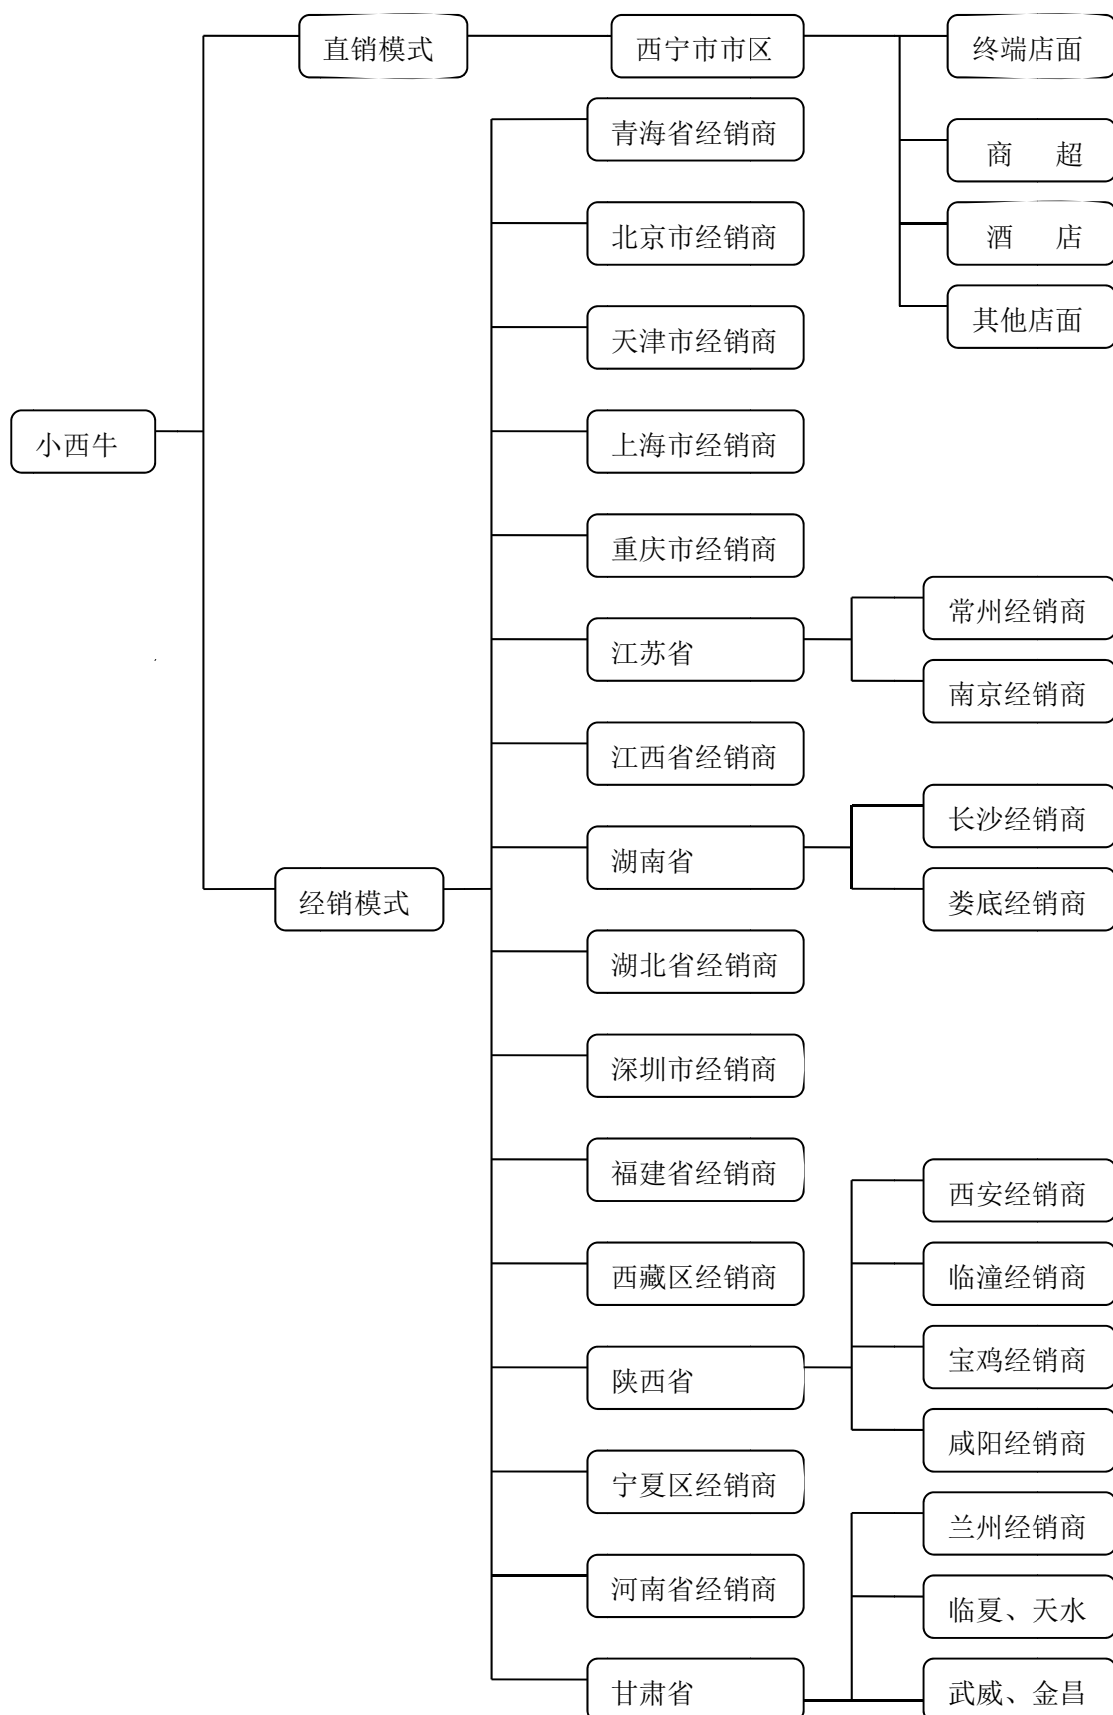 直销模式
西宁市市区
终端店面
商 超
酒 店
其他店面
小西牛
经销模式
青海省经销商
北京市经销商
天津市经销商
上海市经销商
重庆市经销商
江苏省
常州经销商
南京经销商
江西省经销商
湖南省
长沙经销商
娄底经销商
湖北省经销商
深圳市经销商
福建省经销商
西藏区经销商
陕西省
西安经销商
临潼经销商
宝鸡经销商
咸阳经销商
宁夏区经销商
河南省经销商
甘肃省
兰州经销商
临夏、天水
武威、金昌